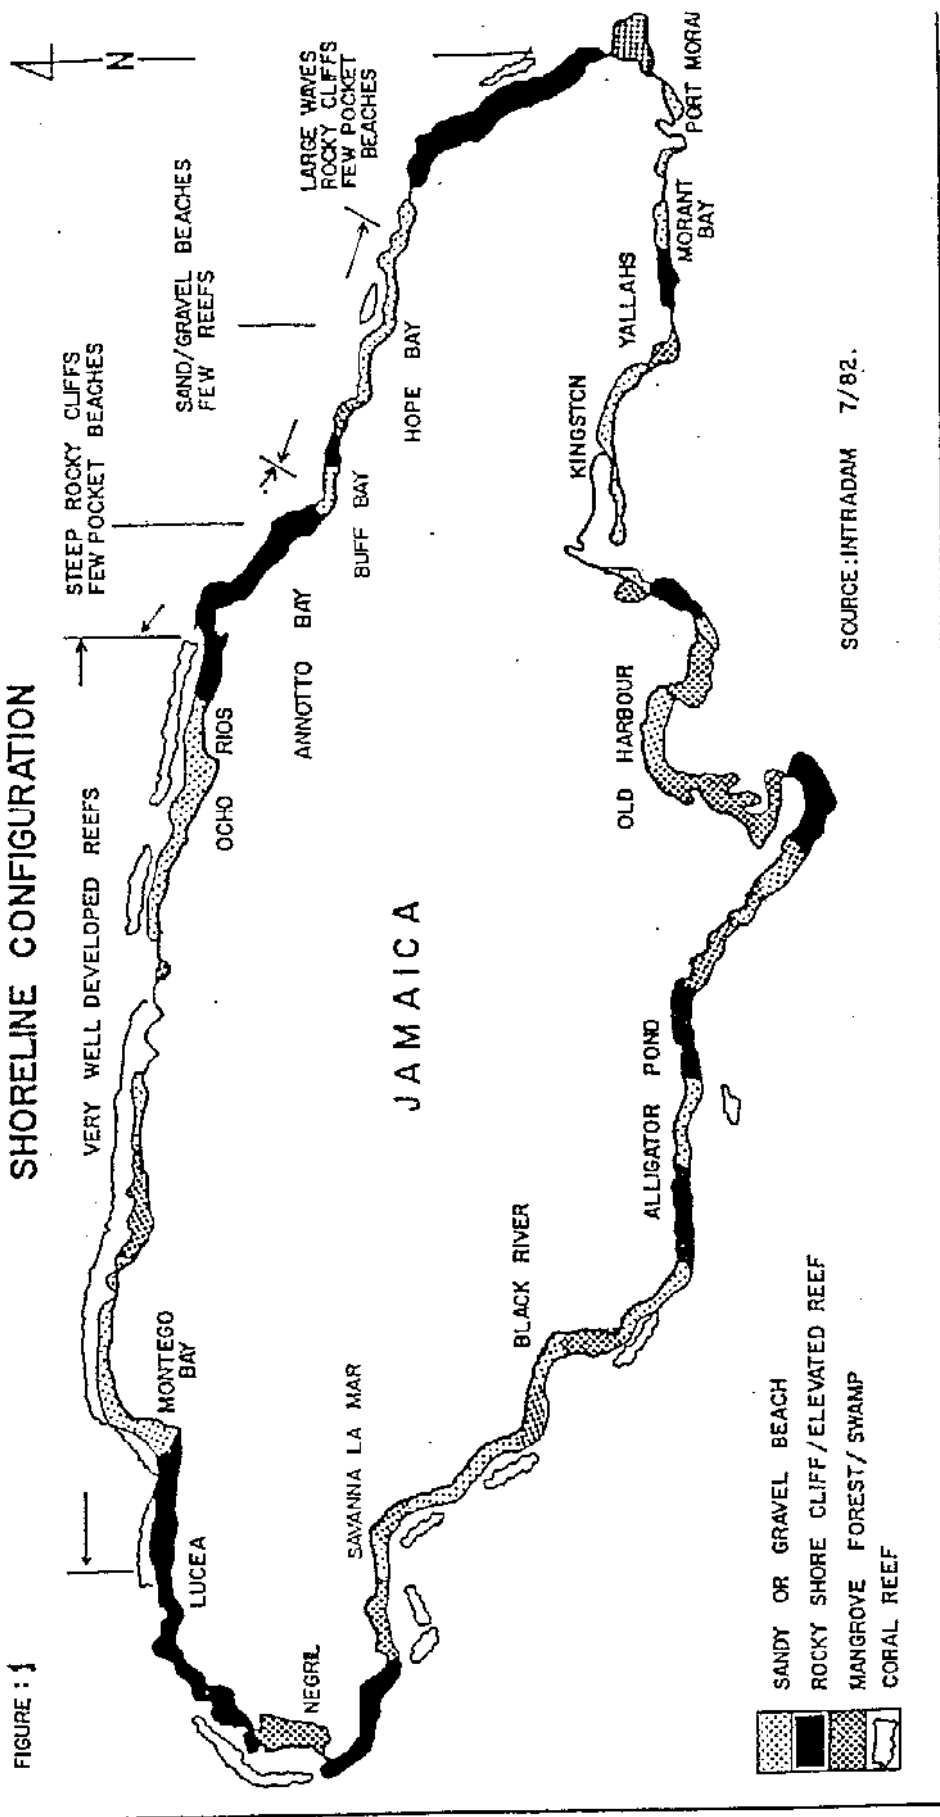 FIGURE : 1
SHORELINE CONFIGURATION
N
VERY WELL DEVELOPED REEFS
STEEP ROCKY CLIFFS
FEW POCKET BEACHES
SAND/GRAVEL BEACHES
FEW REEFS
LARGE WAVES
ROCKY CLIFFS
FEW POCKET
BEACHES
LUCEA
MONTEGO
BAY
OCHO RIOS
ANNOTTO BAY
BUFF BAY
HOPE BAY
NEGRIL
JAMAICA
SAVANNA LA MAR
BLACK RIVER
ALLIGATOR POND
OLD HARBOUR
KINGSTON
YALLAHS
MORANT
BAY
PORT MORA
SANDY OR GRAVEL BEACH
ROCKY SHORE CLIFF/ELEVATED REEF
MANGROVE FOREST/SWAMP
CORAL REEF
SOURCE:INTRADAM 7/82.